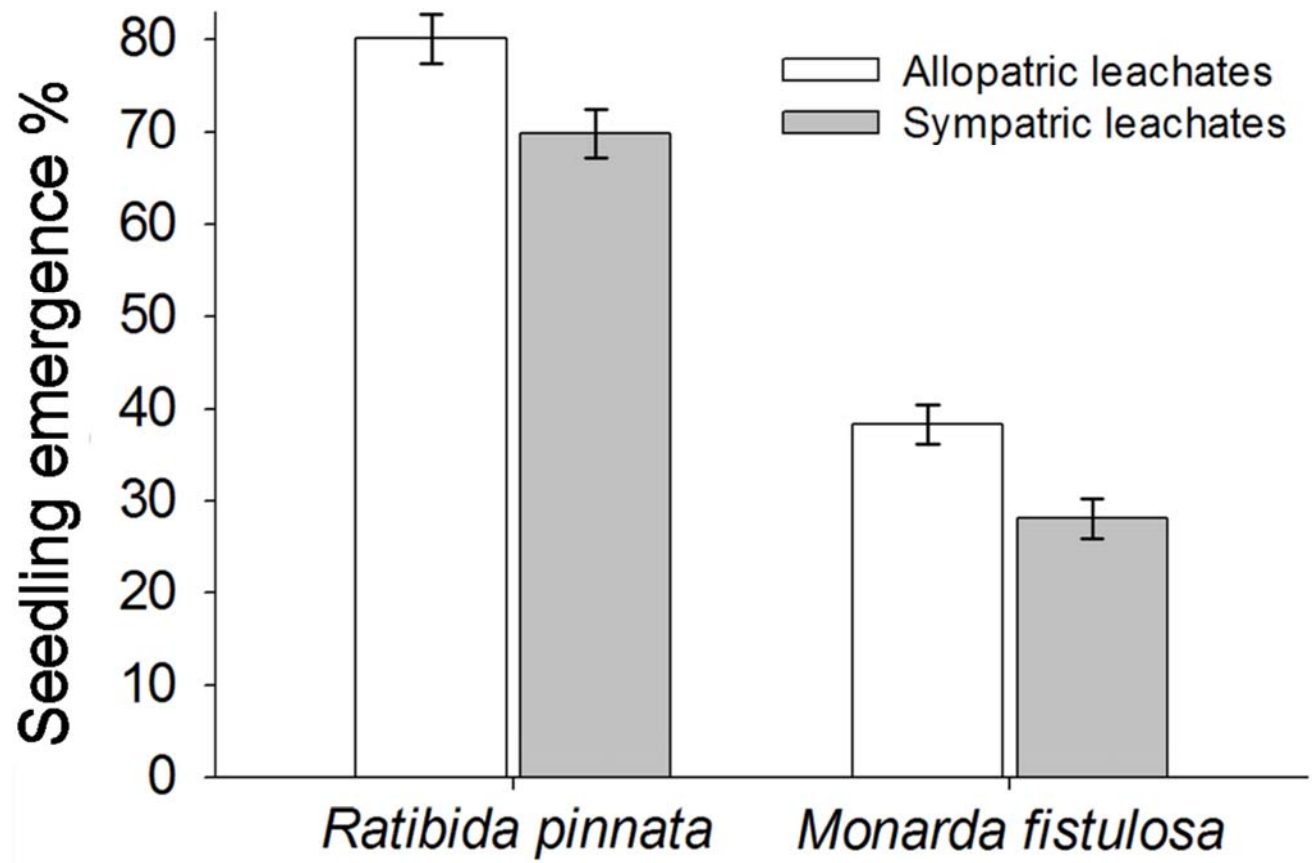 Seedling emergence %
80
70
60
50
40
30
20
10
0
Allopatric leachates
Sympatric leachates
Ratibida pinnata
Monarda fistulosa